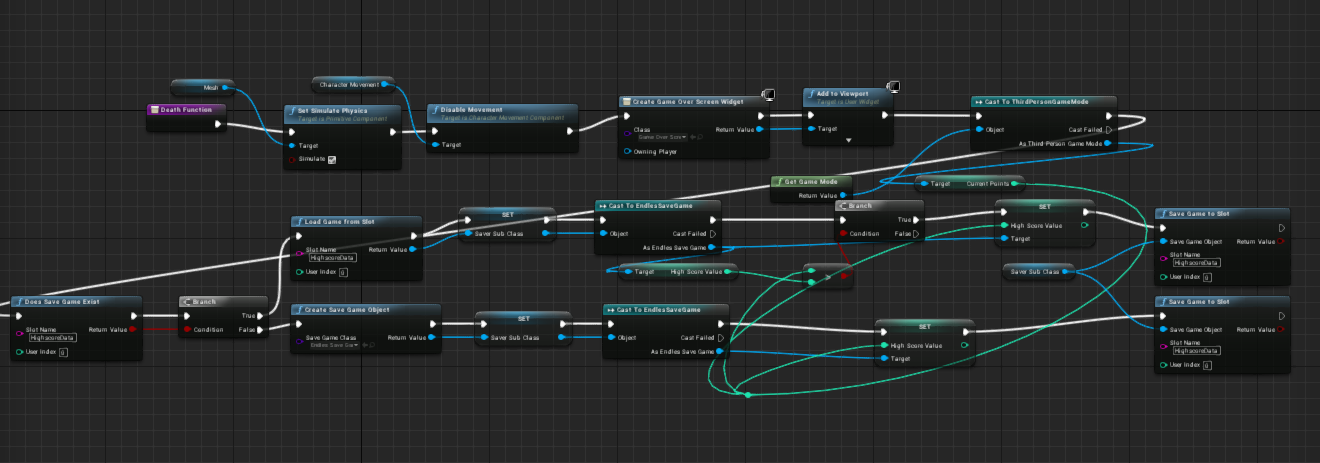 Mesh
Character Movement
Death Function
Set Simulate Physics
Target is Primitive Component
Target
Simulate
Disable Movement
Target is Character Movement Component
Target
Create Game Over Screen Widget
Class
Return Value
Owning Player
Add to Viewport
Target is User Widget
Target
Cast To ThirdPersonGameMode
Object
Cast Failed
As Third Person Game Mode
Get Game Mode
Return Value
Target
Current Points
Load Game from Slot
Slot Name
Return Value
HighscoreData
User Index
0
SET
Saver Sub Class
Cast To EndlessSaveGame
Object
Cast Failed
As Endless Save Game
Branch
True
Condition
False
SET
High Score Value
Target
Save Game to Slot
Save Game Object
Return Value
Slot Name
HighscoreData
User Index
0
Target
High Score Value
>
Saver Sub Class
Does Save Game Exist
Slot Name
Return Value
HighscoreData
User Index
0
Branch
True
Condition
False
Create Save Game Object
Save Game Class
Return Value
SET
Saver Sub Class
Cast To EndlessSaveGame
Object
Cast Failed
As Endless Save Game
SET
High Score Value
Target
Save Game to Slot
Save Game Object
Return Value
Slot Name
HighscoreData
User Index
0